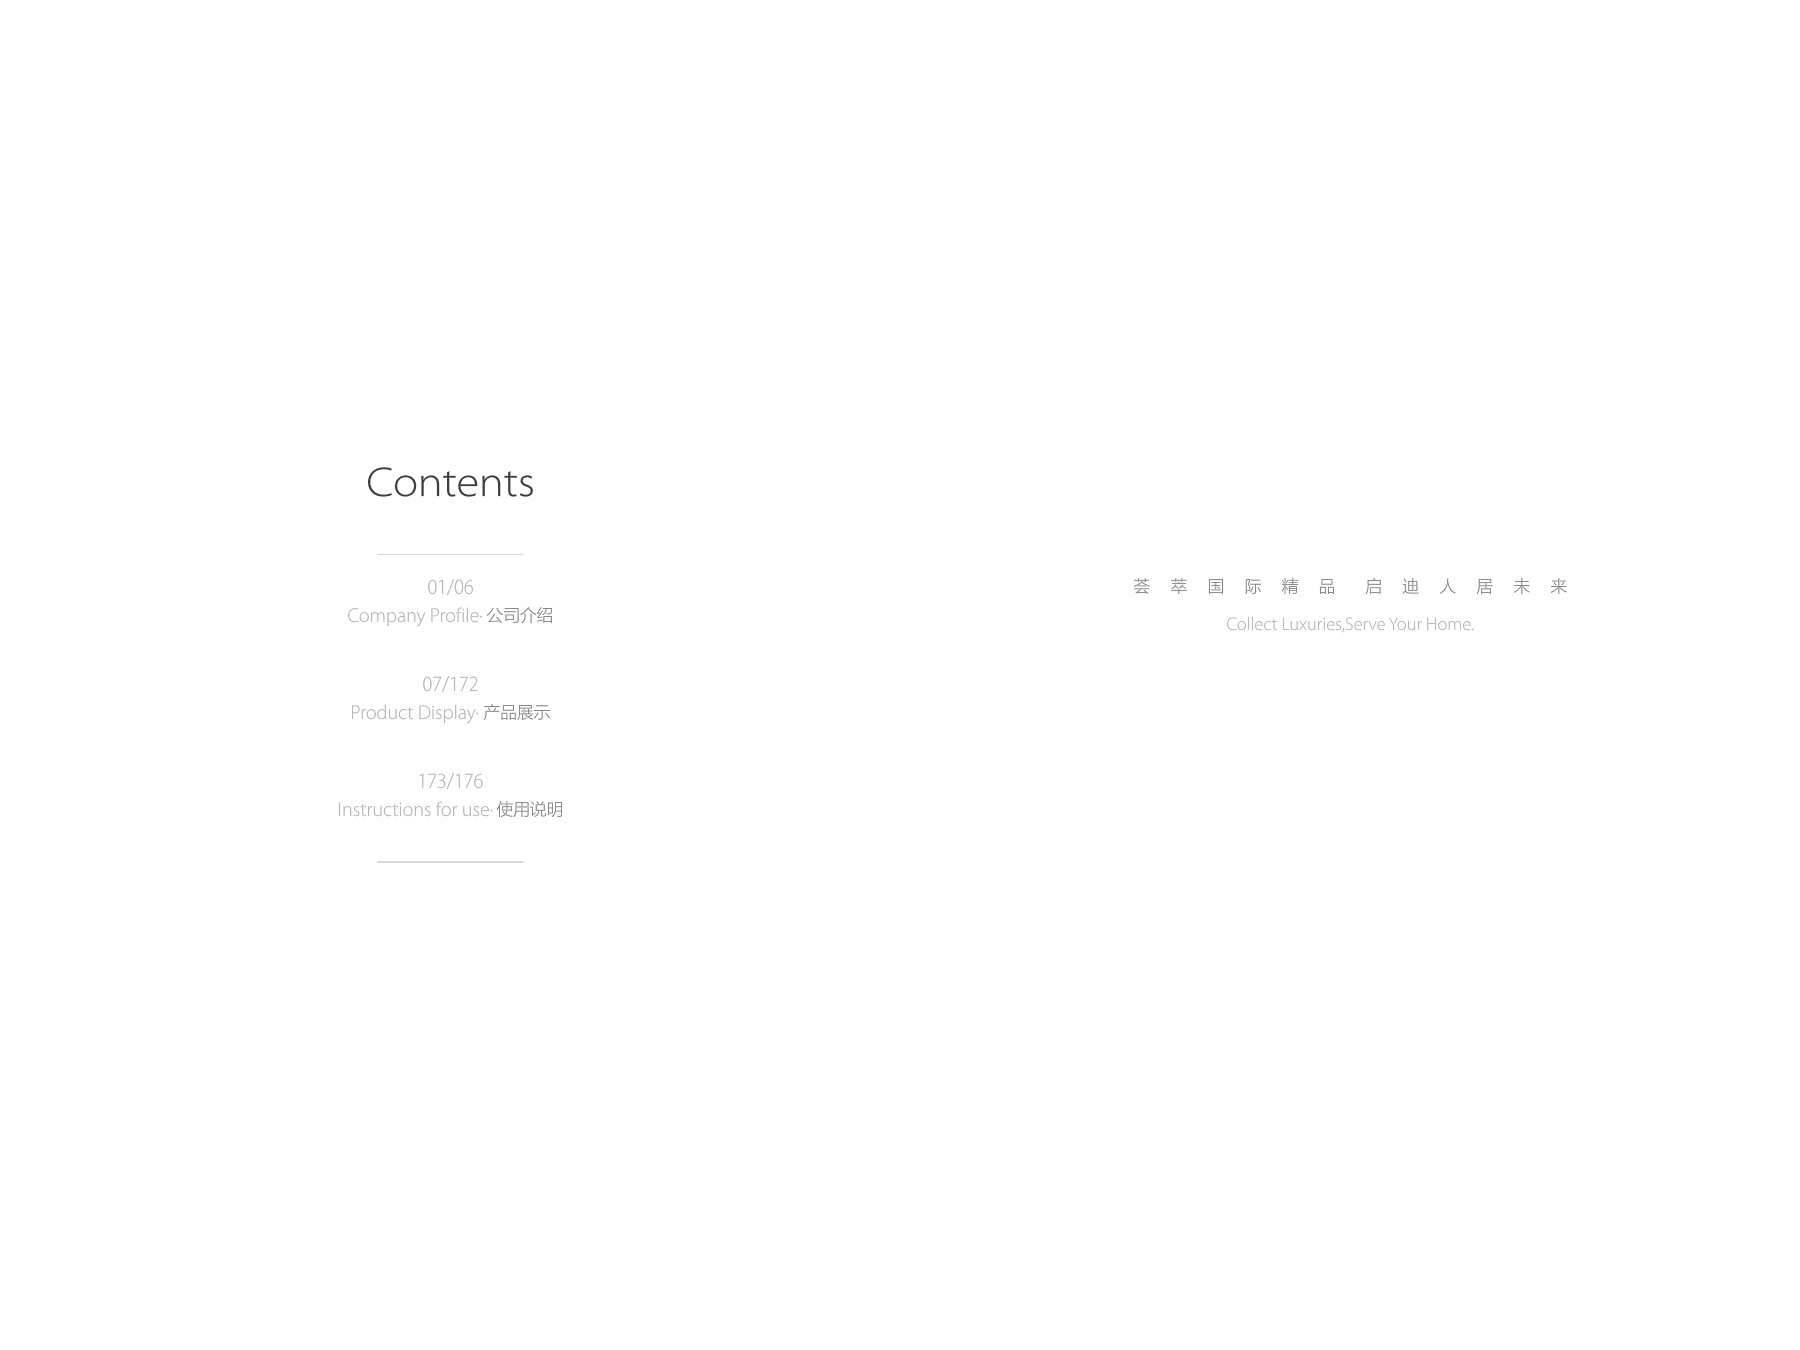 Contents
01/06
Company Profile· 公司介绍
07/172
Product Display· 产品展示
173/176
Instructions for use· 使用说明
荟萃国际精品 启迪人居未来
Collect Luxuries,Serve Your Home.